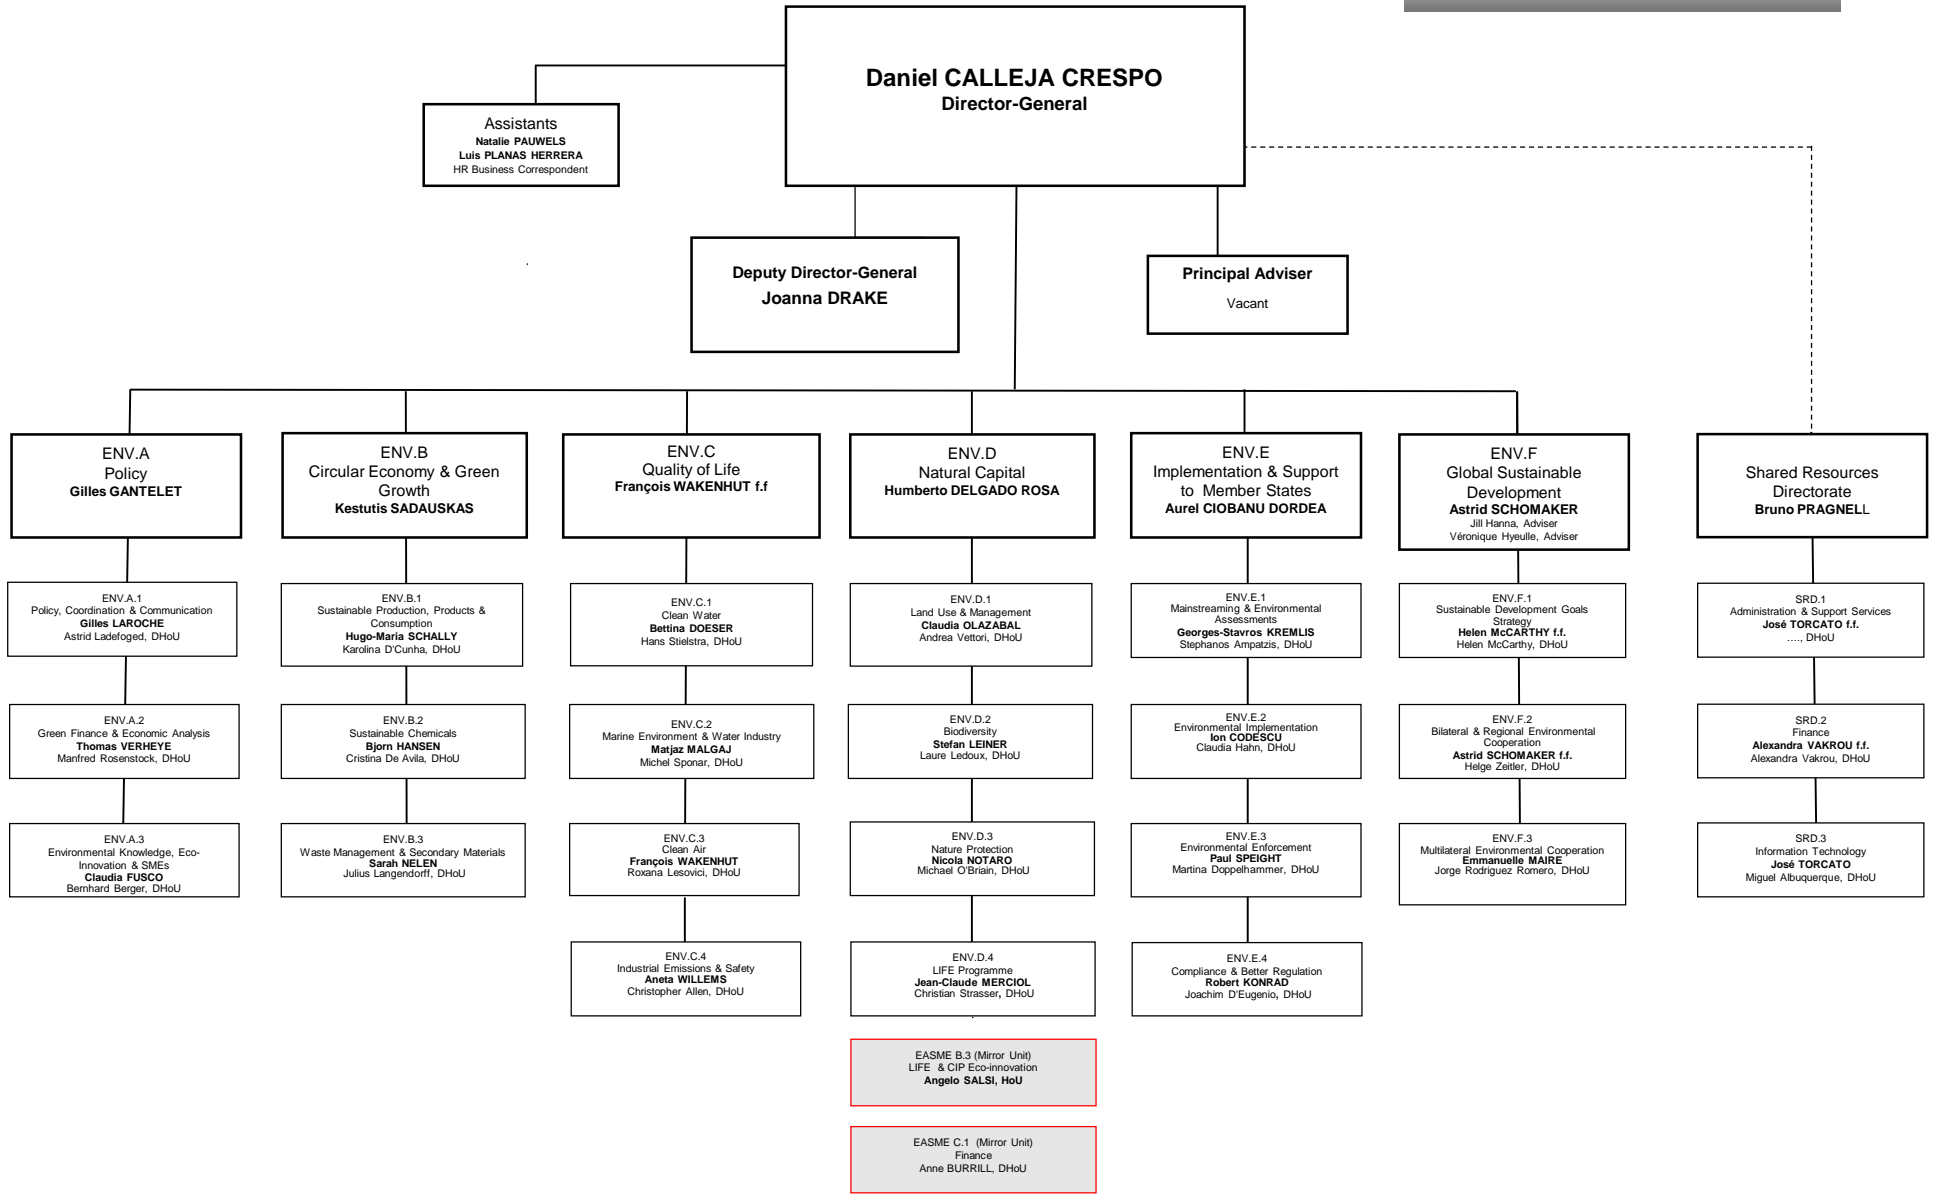 Daniel CALLEJA CRESPO
Director-General
Assistants
Natalie PAUWELS
Luis PLANAS HERRERA
HR Business Correspondent
Deputy Director-General
Joanna DRAKE
Principal Adviser
Vacant
ENV.A
Policy
Gilles GANTELET
ENV.B
Circular Economy & Green
Growth
Kestutis SADAUSKAS
ENV.C
Quality of Life
François WAKENHUT f.f
ENV.D
Natural Capital
Humberto DELGADO ROSA
ENV.E
Implementation & Support
to Member States
Aurel CIOBANU DORDEA
ENV.F
Global Sustainable
Development
Astrid SCHOMAKER
Jill Hanna, Adviser
Véronique Hyeulle, Adviser
Shared Resources
Directorate
Bruno PRAGNELL
ENV.A.1
Policy, Coordination & Communication
Gilles LAROCHE
Astrid Ladefoged, DHoU
ENV.B.1
Sustainable Production, Products &
Consumption
Hugo-Maria SCHALLY
Karolina D'Cunha, DHoU
ENV.C.1
Clean Water
Bettina DOESER
Hans Stielstra, DHoU
ENV.D.1
Land Use & Management
Claudia OLAZABAL
Andrea Vettori, DHoU
ENV.E.1
Mainstreaming & Environmental
Assessments
Georges-Stavros KREMLIS
Stephanos Ampatzis, DHoU
ENV.F.1
Sustainable Development Goals
Strategy
Helen McCARTHY f.f.
Helen McCarthy, DHoU
SRD.1
Administration & Support Services
José TORCATO f.f.
...., DHoU
ENV.A.2
Green Finance & Economic Analysis
Thomas VERHEYE
Manfred Rosenstock, DHoU
ENV.B.2
Sustainable Chemicals
Bjorn HANSEN
Cristina De Avila, DHoU
ENV.C.2
Marine Environment & Water Industry
Matjaz MALGAJ
Michel Sponar, DHoU
ENV.D.2
Biodiversity
Stefan LEINER
Laure Ledoux, DHoU
ENV.E.2
Environmental Implementation
Ion CODESCU
Claudia Hahn, DHoU
ENV.F.2
Bilateral & Regional Environmental
Cooperation
Astrid SCHOMAKER f.f.
Helge Zeitler, DHoU
SRD.2
Finance
Alexandra VAKROU f.f.
Alexandra Vakrou, DHoU
ENV.A.3
Environmental Knowledge, Eco-
Innovation & SMEs
Claudia FUSCO
Bernhard Berger, DHoU
ENV.B.3
Waste Management & Secondary Materials
Sarah NELEN
Julius Langendorff, DHoU
ENV.C.3
Clean Air
François WAKENHUT
Roxana Lesovici, DHoU
ENV.D.3
Nature Protection
Nicola NOTARO
Michael O'Briain, DHoU
ENV.E.3
Environmental Enforcement
Paul SPEIGHT
Martina Doppelhammer, DHoU
ENV.F.3
Multilateral Environmental Cooperation
Emmanuelle MAIRE
Jorge Rodriguez Romero, DHoU
SRD.3
Information Technology
José TORCATO
Miguel Albuquerque, DHoU
ENV.C.4
Industrial Emissions & Safety
Aneta WILLEMS
Christopher Allen, DHoU
ENV.D.4
LIFE Programme
Jean-Claude MERCIOL
Christian Strasser, DHoU
ENV.E.4
Compliance & Better Regulation
Robert KONRAD
Joachim D'Eugenio, DHoU
EASME B.3 (Mirror Unit)
LIFE & CIP Eco-innovation
Angelo SALSI, HoU
EASME C.1 (Mirror Unit)
Finance
Anne BURRILL, DHoU